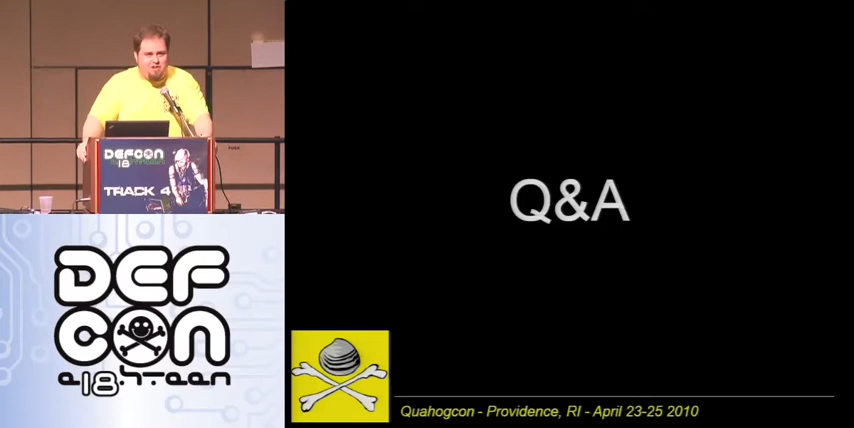 DEFCON
18
TRACK 4
DEF
CON
e18hteen
Q&A
Quahogcon - Providence, RI - April 23-25 2010